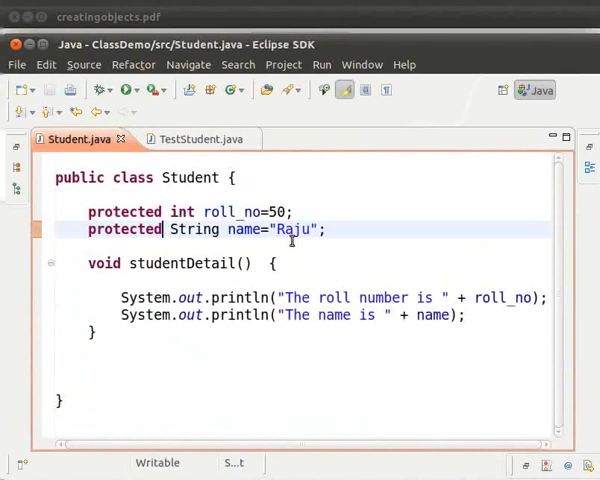 creatingobjects.pdf
Java - ClassDemo/src/Student.java - Eclipse SDK
File Edit Source Refactor Navigate Search Project Run Window Help
Java
Student.java TestStudent.java
public class Student {
protected int roll_no=50;
protected String name="Raju";
void studentDetail() {
System.out.println("The roll number is " + roll_no);
System.out.println("The name is " + name);
}
}
Writable S...t